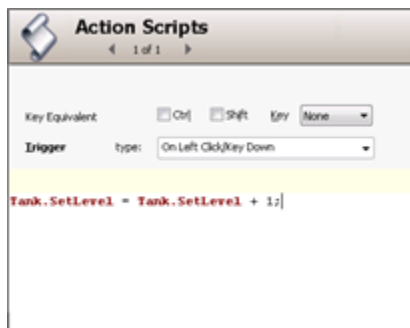 Action Scripts
1 of 1
Key Equivalent Ctrl Shift Key None
Trigger type: On Left Click/Key Down
Tank.SetLevel = Tank.SetLevel + 1;